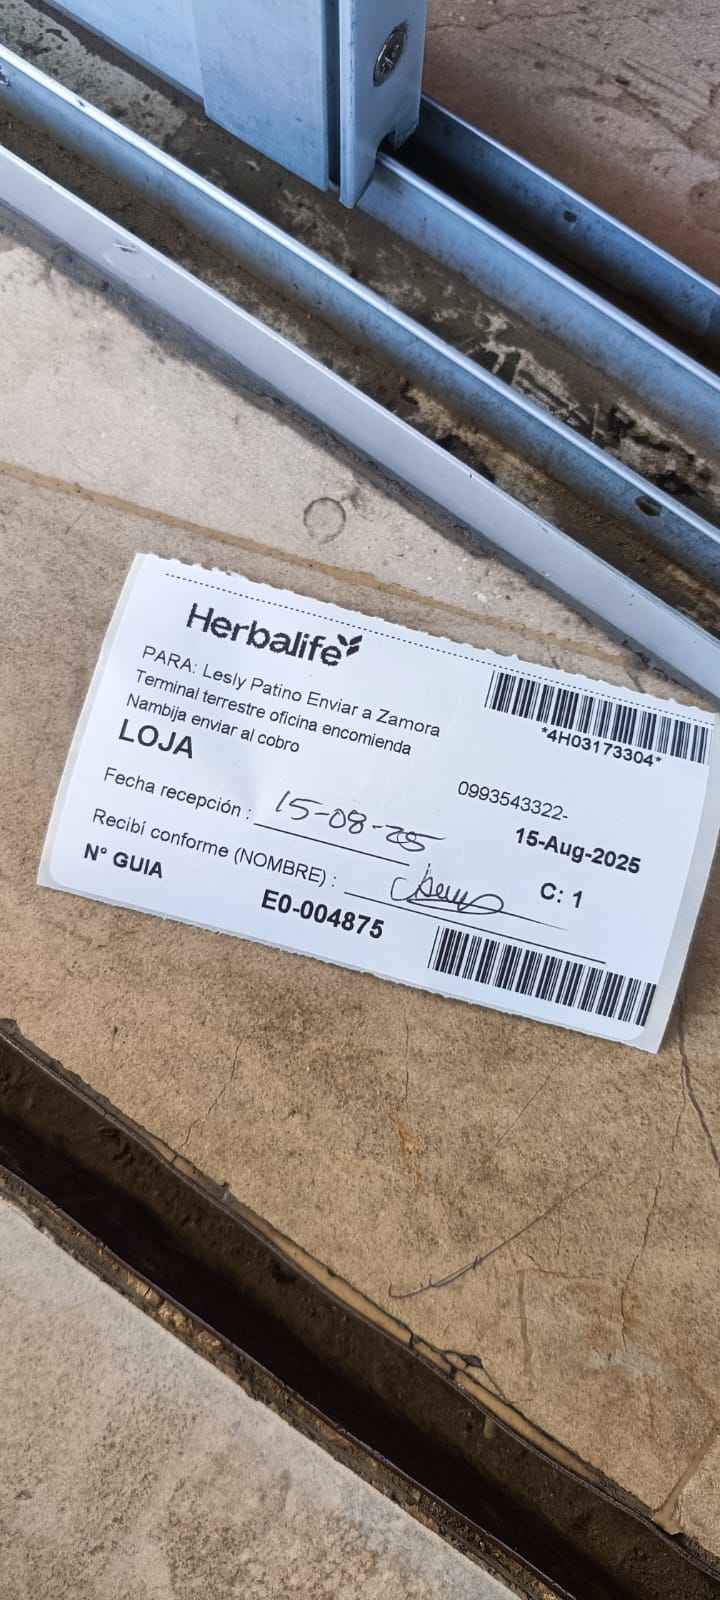 Herbalife
PARA: Lesly Patino Enviar a Zamora
Terminal terrestre oficina encomienda
Nambija enviar al cobro
LOJA
*4H03173304*
0993543322-
15-Aug-2025
Fecha recepción : 15-08-25
C: 1
Recibí conforme (NOMBRE) :
N° GUIA
E0-004875